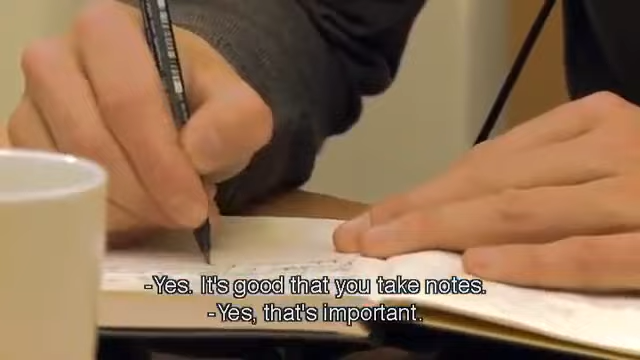 -Yes. It's good that you take notes.
-Yes, that's important.